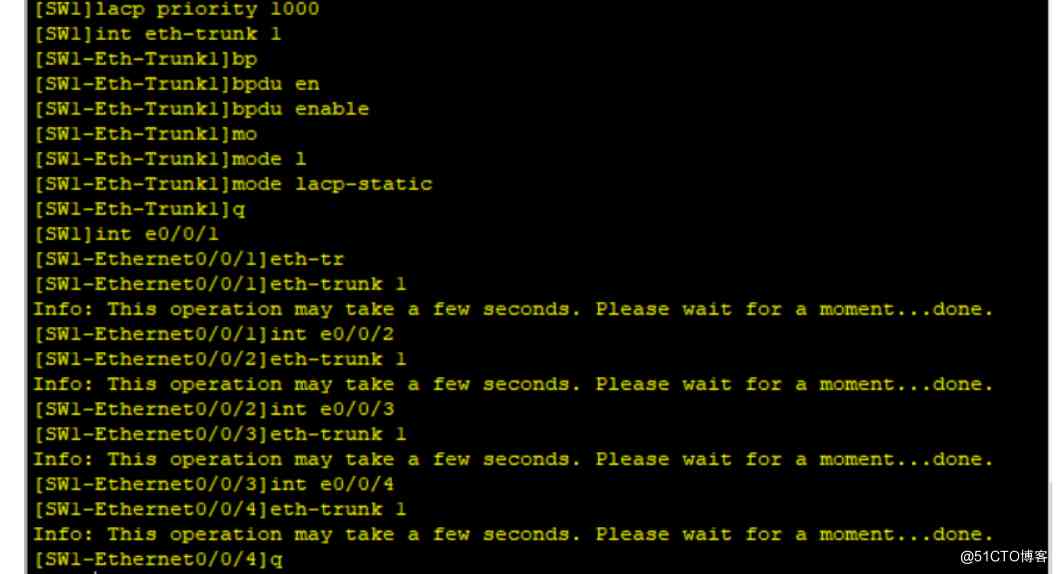 [SW1]lacp priority 1000
[SW1]int eth-trunk 1
[SW1-Eth-Trunk1]bp
[SW1-Eth-Trunk1]bpdu en
[SW1-Eth-Trunk1]bpdu enable
[SW1-Eth-Trunk1]mo
[SW1-Eth-Trunk1]mode l
[SW1-Eth-Trunk1]mode lacp-static
[SW1-Eth-Trunk1]q
[SW1]int e0/0/1
[SW1-Ethernet0/0/1]eth-tr
[SW1-Ethernet0/0/1]eth-trunk 1
Info: This operation may take a few seconds. Please wait for a moment...done.
[SW1-Ethernet0/0/1]int e0/0/2
[SW1-Ethernet0/0/2]eth-trunk 1
Info: This operation may take a few seconds. Please wait for a moment...done.
[SW1-Ethernet0/0/2]int e0/0/3
[SW1-Ethernet0/0/3]eth-trunk 1
Info: This operation may take a few seconds. Please wait for a moment...done.
[SW1-Ethernet0/0/3]int e0/0/4
[SW1-Ethernet0/0/4]eth-trunk 1
Info: This operation may take a few seconds. Please wait for a moment...done.
[SW1-Ethernet0/0/4]q
@51CTO博客